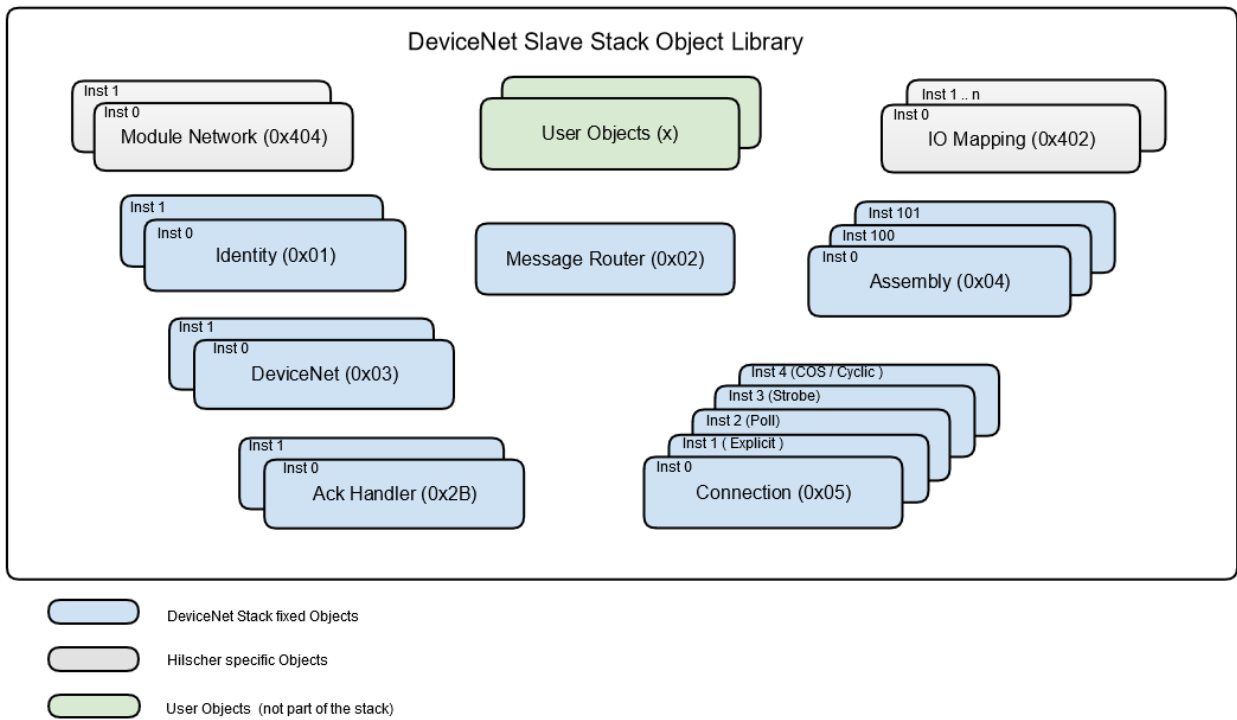 DeviceNet Slave Stack Object Library
Inst 1
Inst 0
Module Network (0x404)
User Objects (x)
Inst 1 .. n
Inst 0
IO Mapping (0x402)
Inst 1
Inst 0
Identity (0x01)
Message Router (0x02)
Inst 101
Inst 100
Inst 0
Assembly (0x04)
Inst 1
Inst 0
DeviceNet (0x03)
Inst 4 (COS / Cyclic )
Inst 3 (Strobe)
Inst 2 (Poll)
Inst 1 ( Explicit )
Inst 0
Connection (0x05)
Inst 1
Inst 0
Ack Handler (0x2B)
DeviceNet Stack fixed Objects
Hilscher specific Objects
User Objects (not part of the stack)